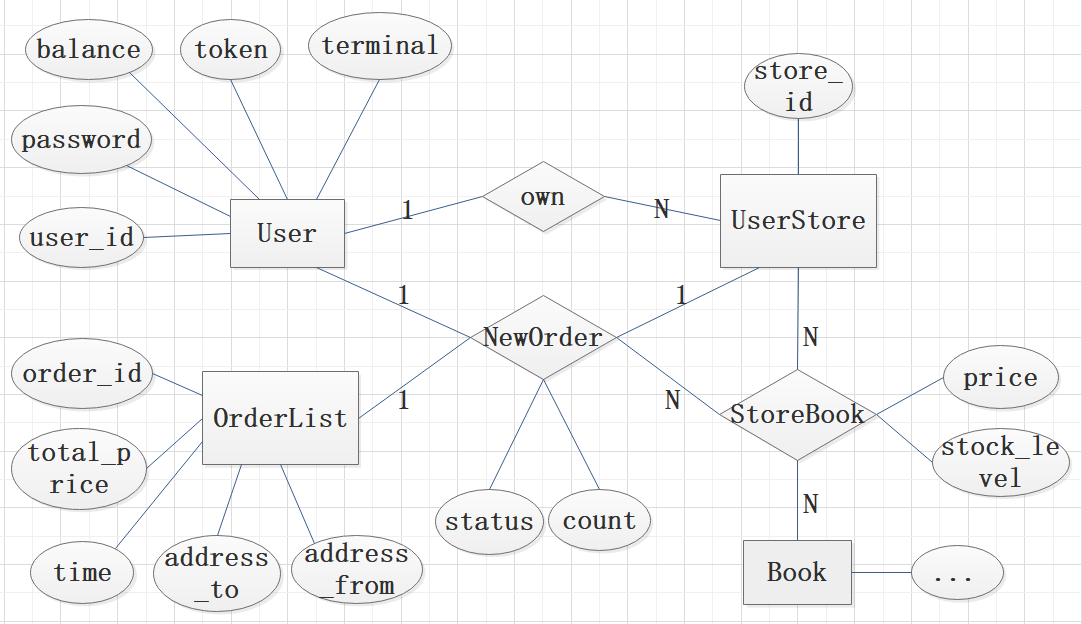 balance
token
terminal
store_
id
password
own
1
N
UserStore
User
user_id
1
1
NewOrder
N
order_id
price
OrderList
1
N
StoreBook
total_p
rice
stock_le
vel
N
status
count
time
address
_to
address
_from
Book
...